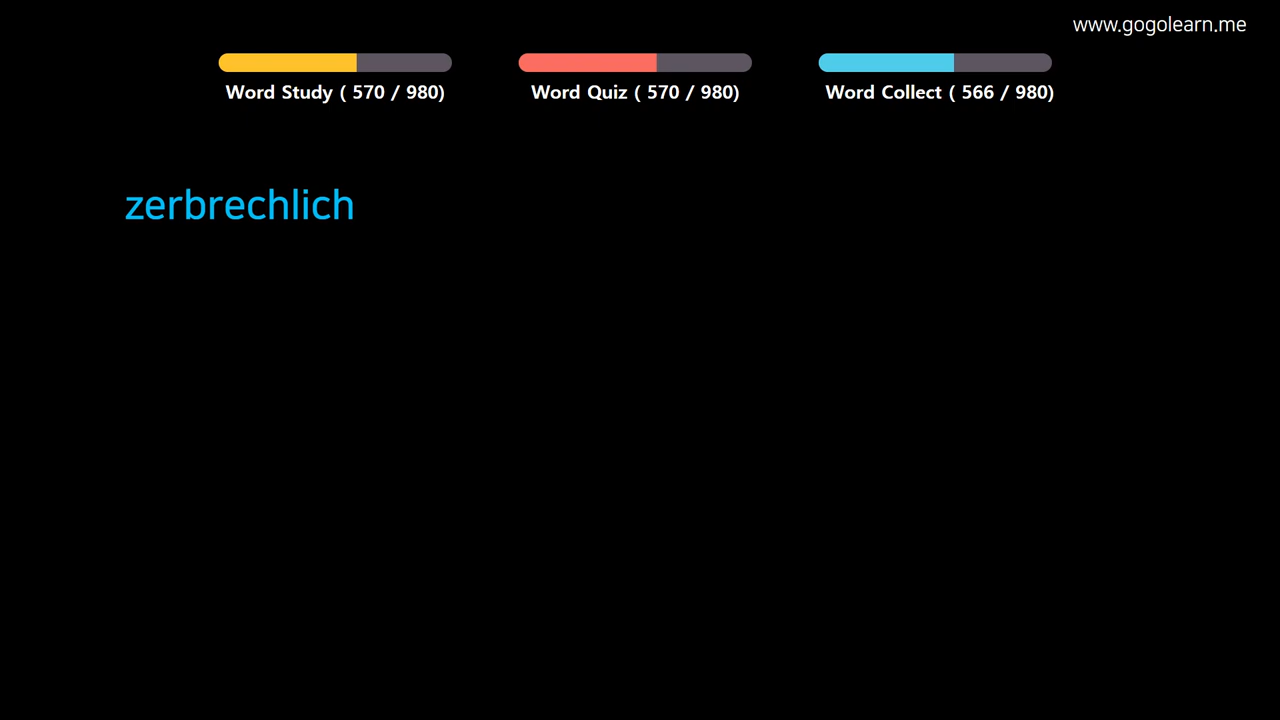 www.gogolearn.me
Word Study ( 570 / 980)
Word Quiz ( 570 / 980)
Word Collect ( 566 / 980)
zerbrechlich